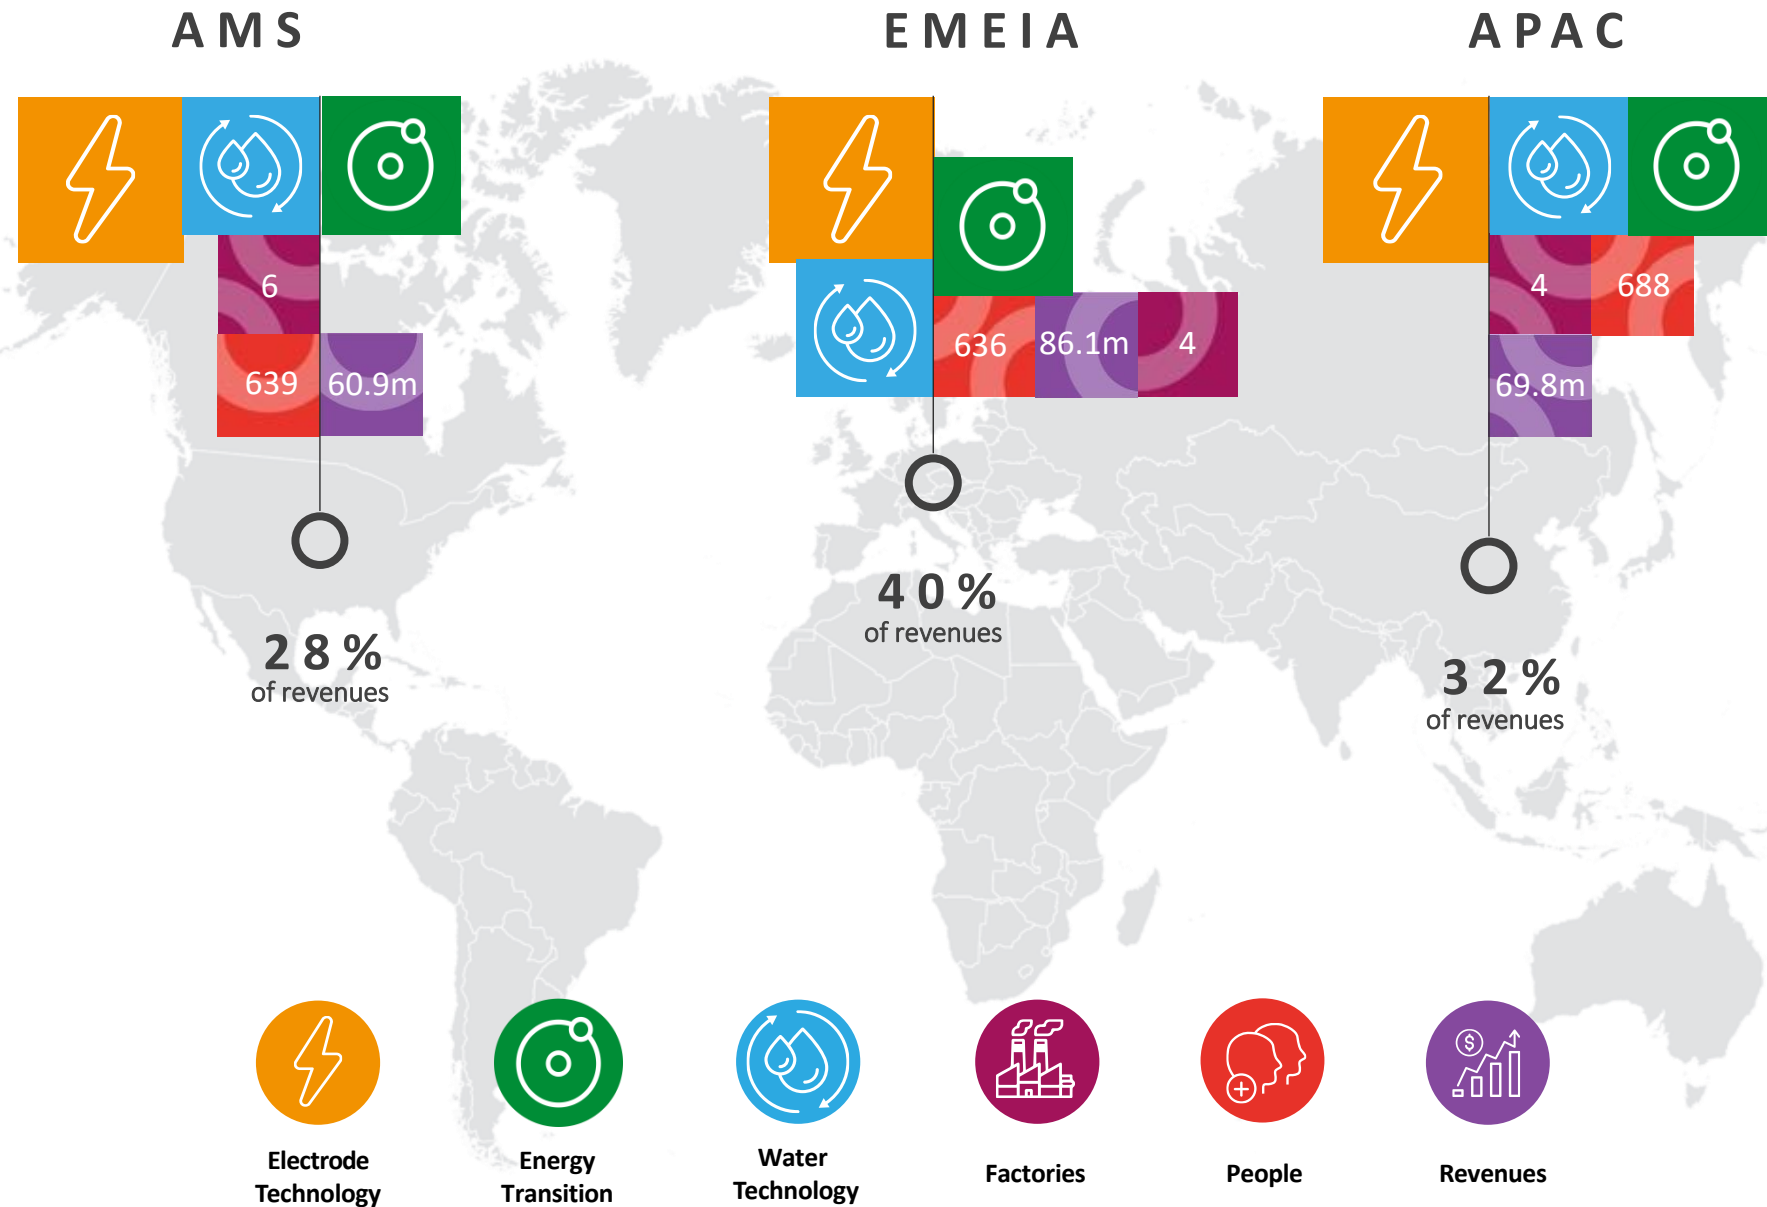 AMS
EMEIA
APAC
6
639
60.9m
636
86.1m
4
4
688
69.8m
28%
of revenues
40%
of revenues
32%
of revenues
$
Electrode
Technology
Energy
Transition
Water
Technology
Factories
People
Revenues